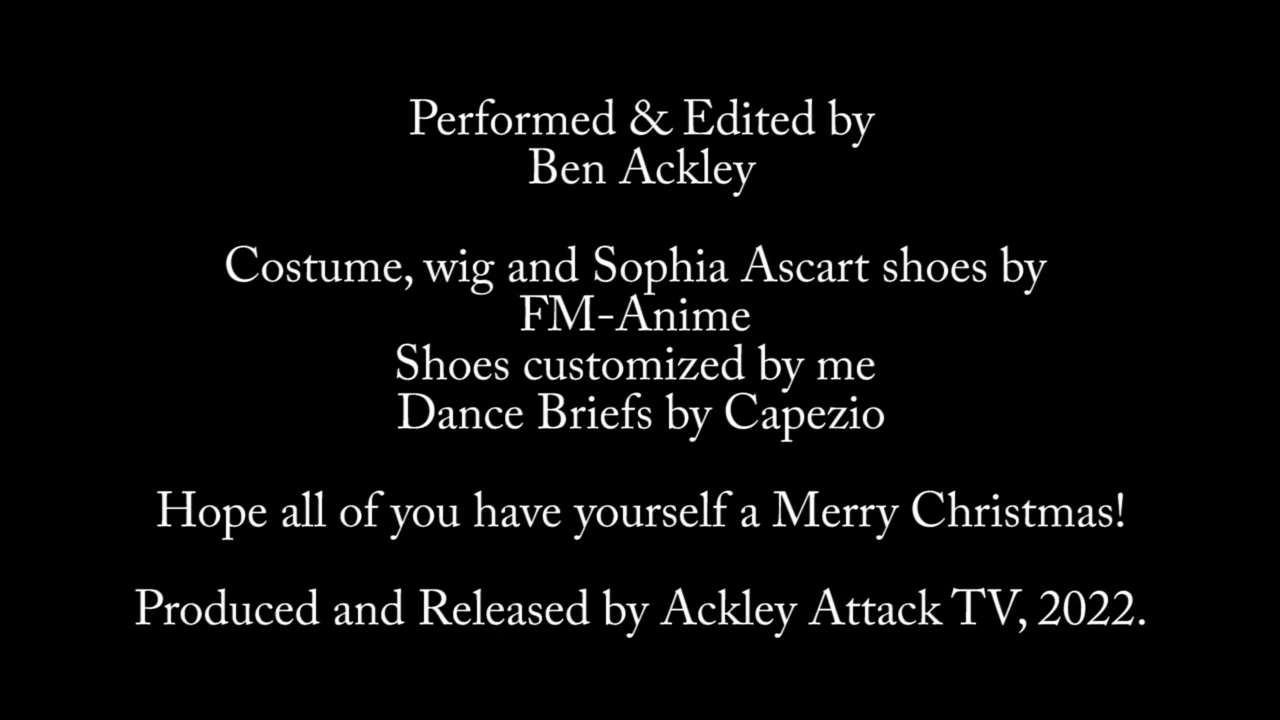 Performed & Edited by
Ben Ackley
Costume, wig and Sophia Ascart shoes by
FM-Anime
Shoes customized by me
Dance Briefs by Capezio
Hope all of you have yourself a Merry Christmas!
Produced and Released by Ackley Attack TV, 2022.